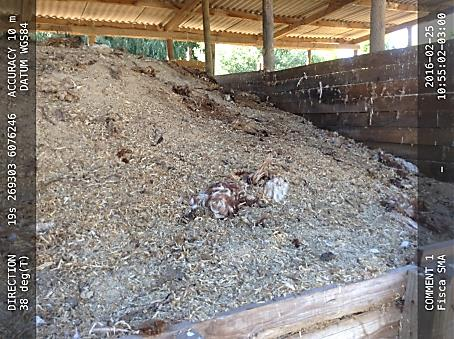 DIRECTION
38 deg(T)
19s 269303 6076246
ACCURACY 10 m
DATUM WGS84
COMMENT 1
Fisca SMA
2016-02-25
10:55:02-03:00